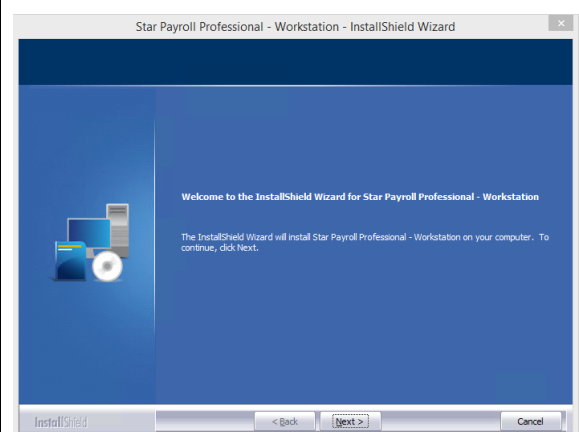 Star Payroll Professional - Workstation - InstallShield Wizard
Welcome to the InstallShield Wizard for Star Payroll Professional - Workstation
The InstallShield Wizard will install Star Payroll Professional - Workstation on your computer. To
continue, click Next.
InstallShield
< Back Next > Cancel